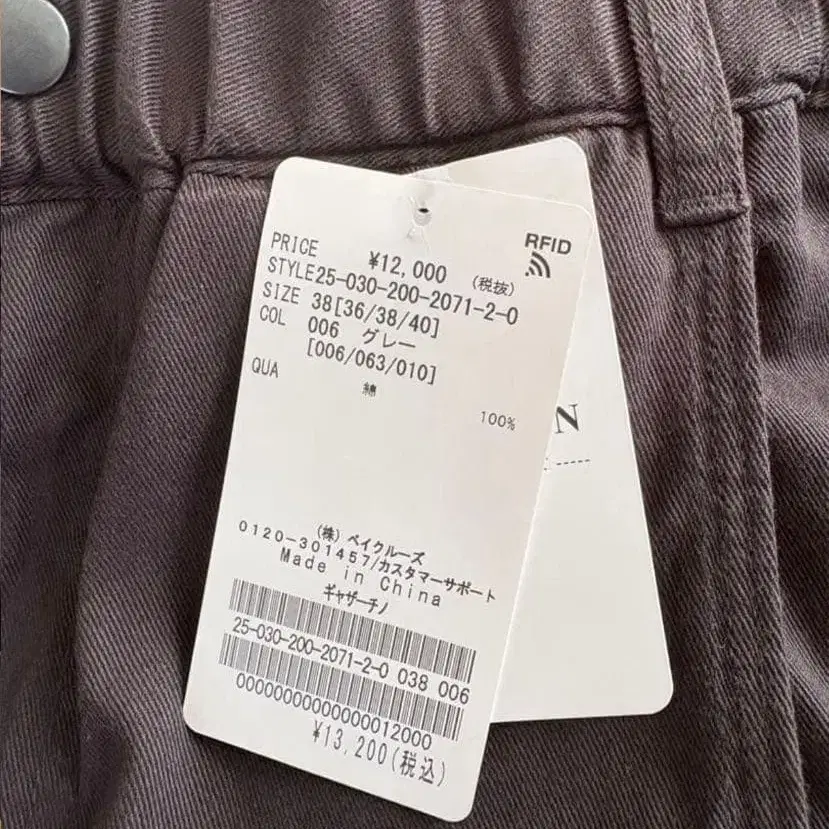 RFID
PRICE ¥12,000 (税抜)
STYLE25-030-200-2071-2-0
SIZE 38[36/38/40]
COL 006 グレー
[006/063/010]
QUA 綿 100%
N
(株) ベイクルーズ
0120-301457/カスタマーサポート
Made in China
ギャザーチノ
25-030-200-2071-2-0 038 006
0000000000000012000
¥13,200(税込)